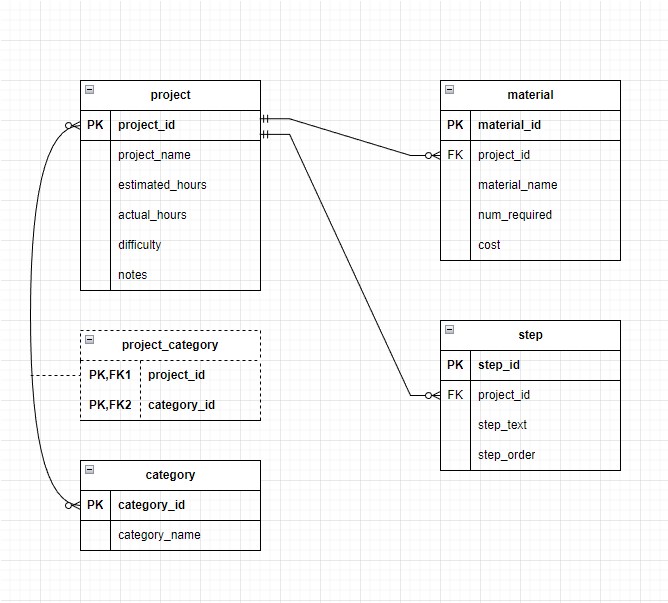 project
PK project_id
project_name
estimated_hours
actual_hours
difficulty
notes
material
PK material_id
FK project_id
material_name
num_required
cost
project_category
PK,FK1 project_id
PK,FK2 category_id
step
PK step_id
FK project_id
step_text
step_order
category
PK category_id
category_name